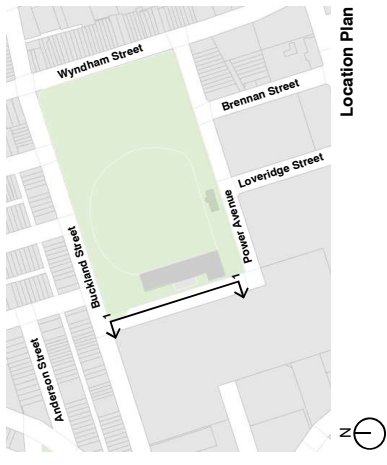 Location Plan
Wyndham Street
Brennan Street
Loveridge Street
Power Avenue
Buckland Street
Anderson Street
1
1
N